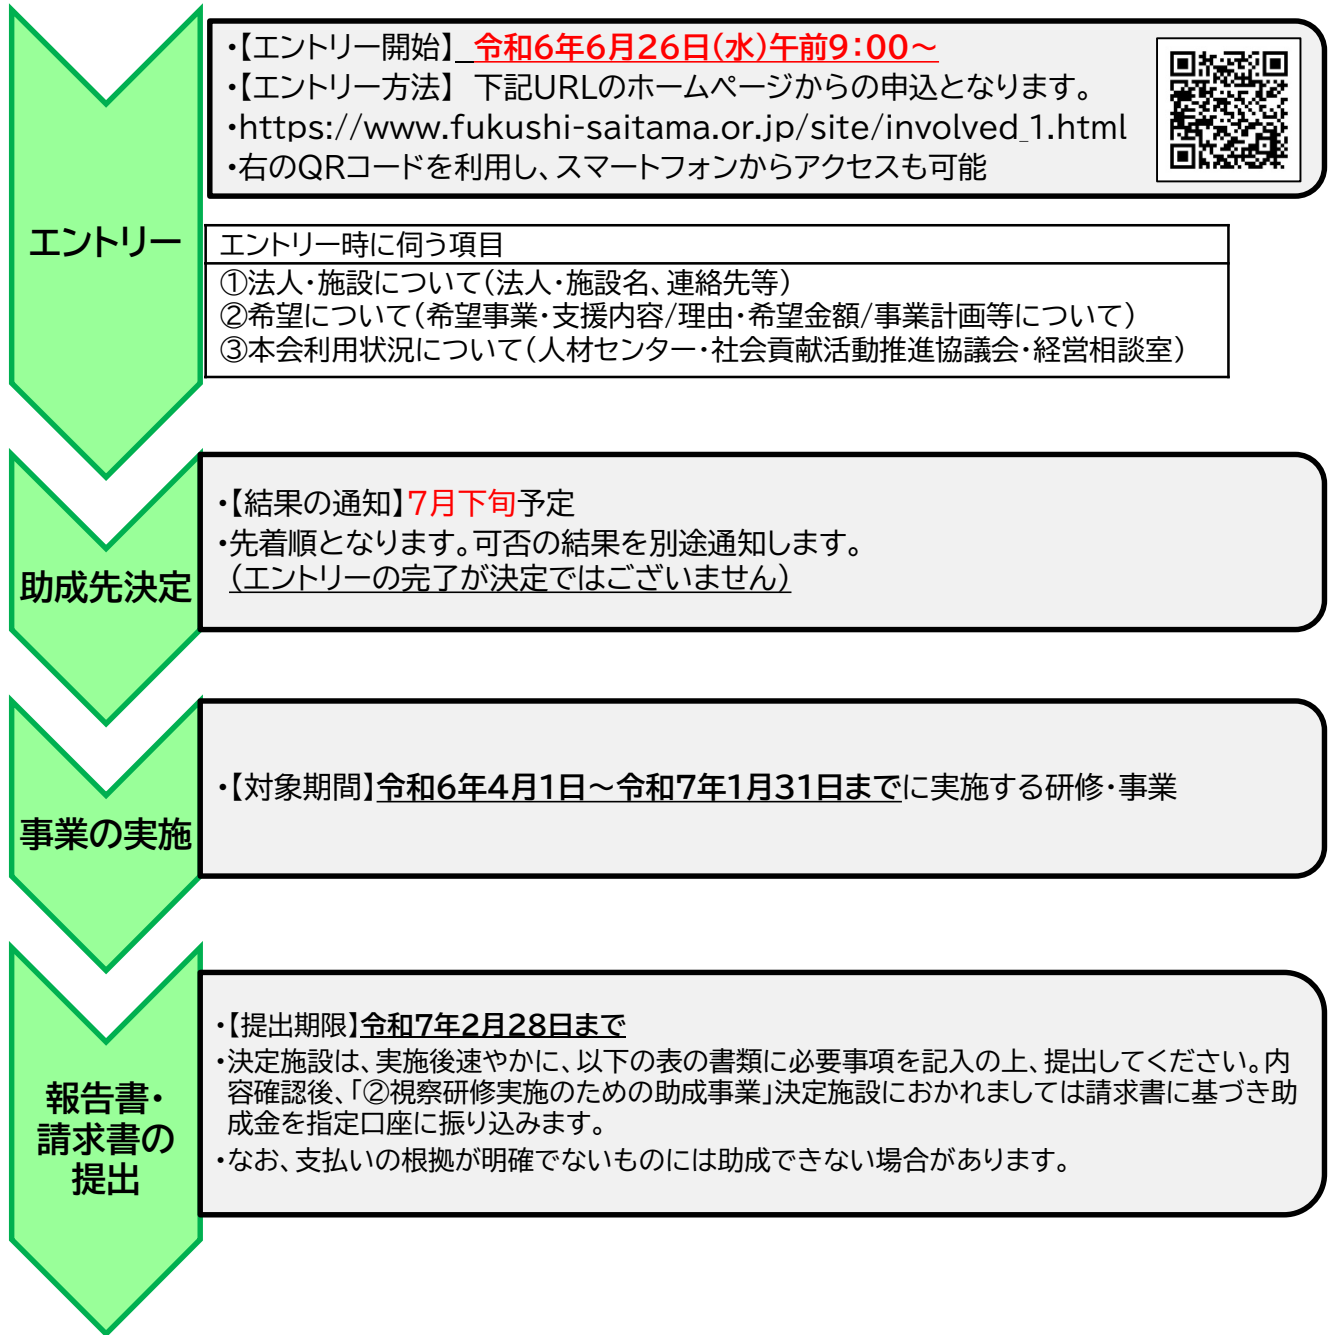 ・【エントリー開始】 令和6年6月26日(水)午前9:00～
・【エントリー方法】 下記URLのホームページからの申込となります。
・https://www.fukushi-saitama.or.jp/site/involved_1.html
・右のQRコードを利用し、スマートフォンからアクセスも可能
エントリー
エントリー時に伺う項目
①法人・施設について(法人・施設名、連絡先等)
②希望について(希望事業・支援内容/理由・希望金額/事業計画等について)
③本会利用状況について(人材センター・社会貢献活動推進協議会・経営相談室)
助成先決定
・【結果の通知】7月下旬予定
・先着順となります。可否の結果を別途通知します。
(エントリーの完了が決定ではございません)
事業の実施
・【対象期間】令和6年4月1日～令和7年1月31日までに実施する研修・事業
報告書・
請求書の
提出
・【提出期限】令和7年2月28日まで
・決定施設は、実施後速やかに、以下の表の書類に必要事項を記入の上、提出してください。内
容確認後、「②視察研修実施のための助成事業」決定施設におかれましては請求書に基づき助
成金を指定口座に振り込みます。
・なお、支払いの根拠が明確でないものには助成できない場合があります。